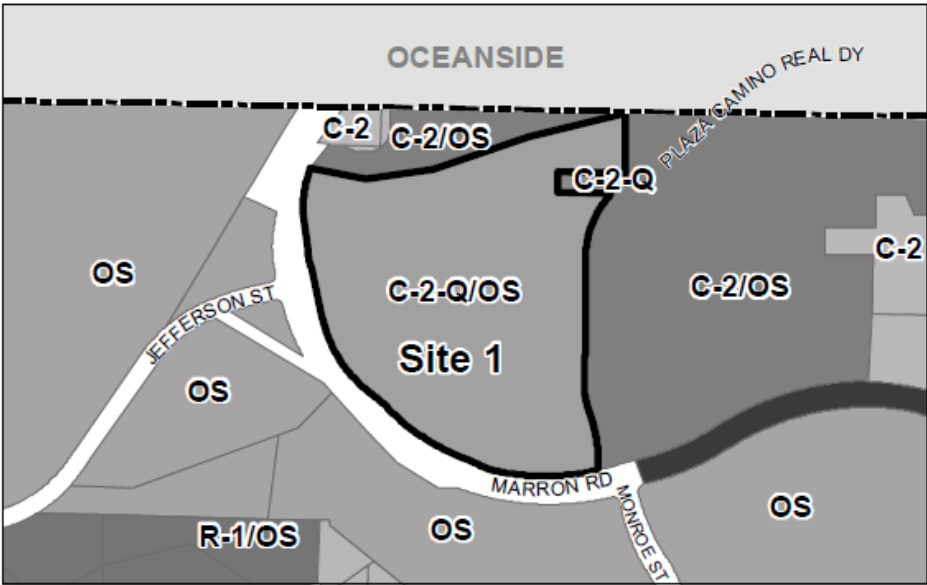 OCEANSIDE
PLAZA CAMINO REAL DY
C-2
C-2/OS
C-2-Q
C-2
OS
C-2-Q/OS
C-2/OS
JEFFERSON ST
Site 1
OS
MARRON RD
MONROE ST
OS
R-1/OS
OS